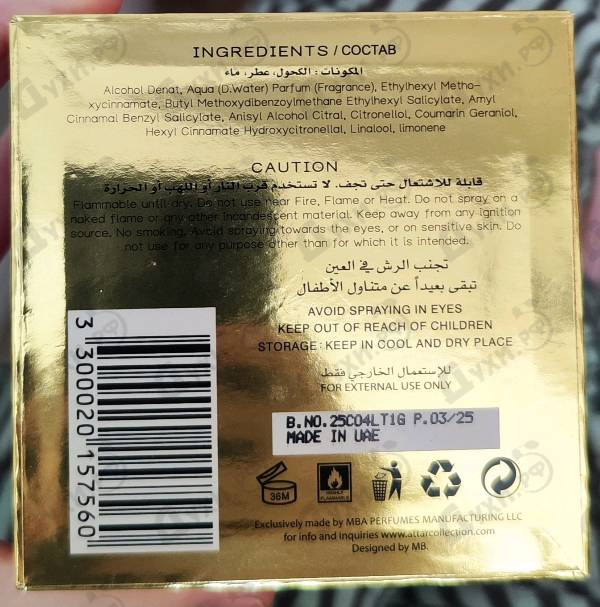 INGREDIENTS / СОСТАВ
المكونات : الكحول، عطر، ماء
Alcohol Denat, Aqua (D.Water) Parfum (Fragrance), Ethylhexyl Metho-
xycinnamate, Butyl Methoxydibenzoylmethane Ethylhexyl Salicylate, Amyl
Cinnamal Benzyl Salicylate, Anisyl Alcohol Citral, Citronellol, Coumarin Geraniol,
Hexyl Cinnamate Hydroxycitronellal, Linalool, limonene
CAUTION
قابلة للاشتعال حتى تجف. لا تستخدم قرب النار أو اللهب أو الحرارة
Flammable until dry. Do not use near Fire, Flame or Heat. Do not spray on a
naked flame or any other incandescent material. Keep away from any ignition
source. No smoking. Avoid spraying towards the eyes, or on sensitive skin. Do
not use for any purpose other than for which it is intended.
تجنب الرش في العين
تبقى بعيداً عن متناول الأطفال
AVOID SPRAYING IN EYES
KEEP OUT OF REACH OF CHILDREN
STORAGE: KEEP IN COOL AND DRY PLACE
للإستعمال الخارجي فقط
FOR EXTERNAL USE ONLY
3 300020 157560
B.NO.25C04LT1G P.03/25
MADE IN UAE
36M
HIGHLY
FLAMMABLE
Exclusively made by MBA PERFUMES MANUFACTURING LLC
for info and inquiries www.attarcollection.com
Designed by MB.
Духи.рф